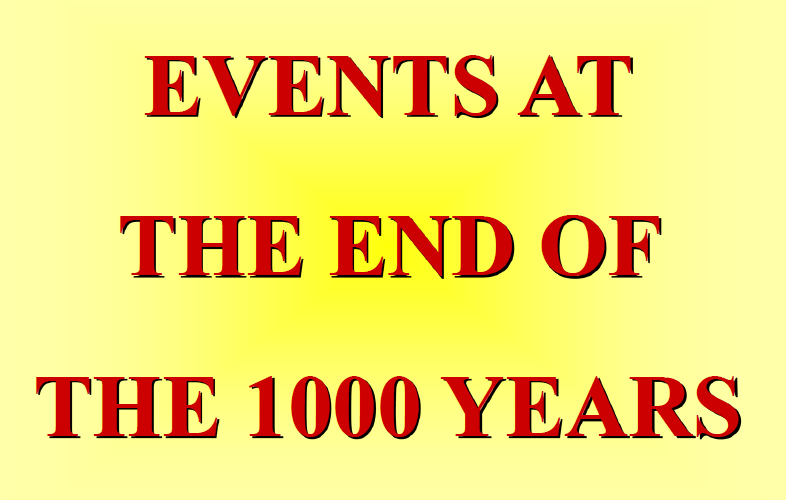 EVENTS AT
THE END OF
THE 1000 YEARS